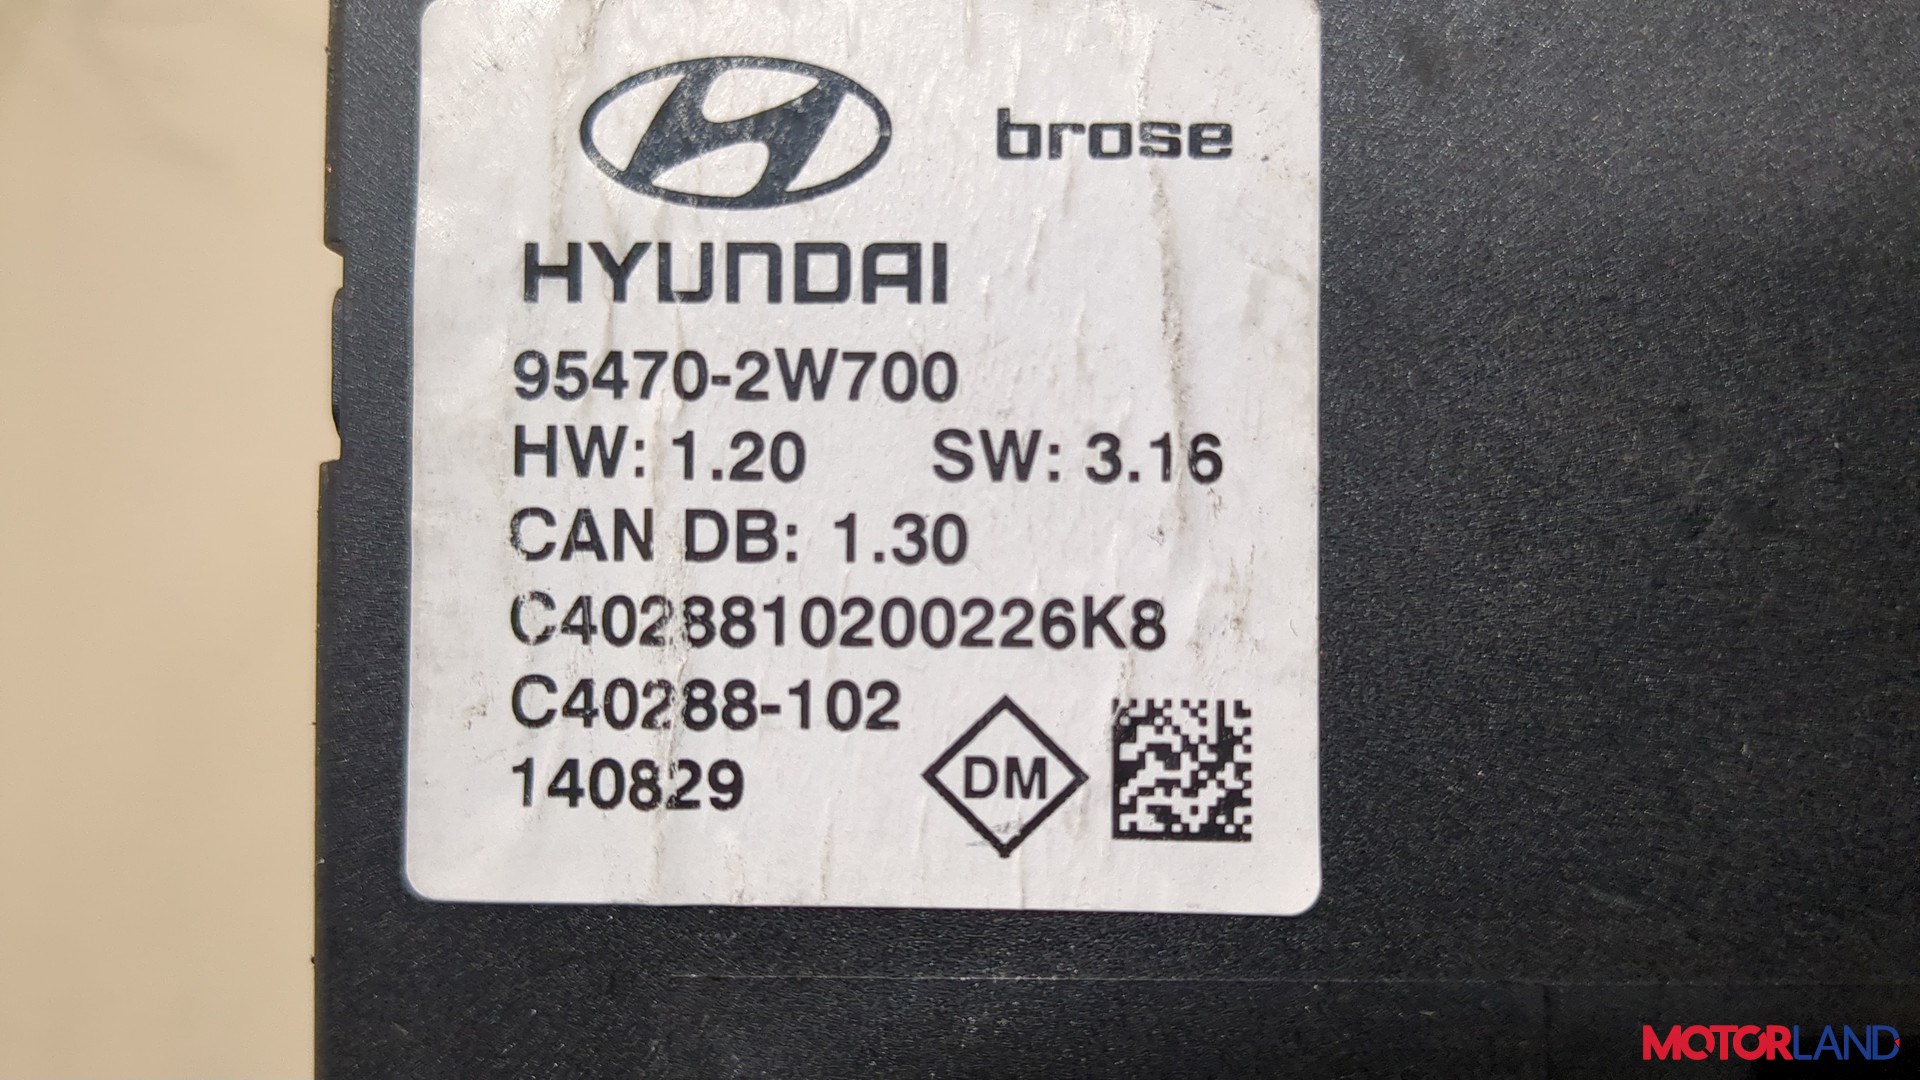 brose
HYUNDAI
95470-2W700
HW: 1.20 SW: 3.16
CAN DB: 1.30
C4028810200226K8
C40288-102
140829
DM
MOTORLAND